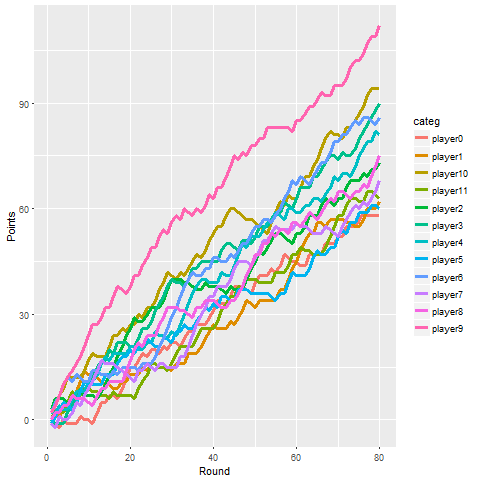 Points
90
60
30
0
0
20
40
60
80
Round
categ
player0
player1
player10
player11
player2
player3
player4
player5
player6
player7
player8
player9